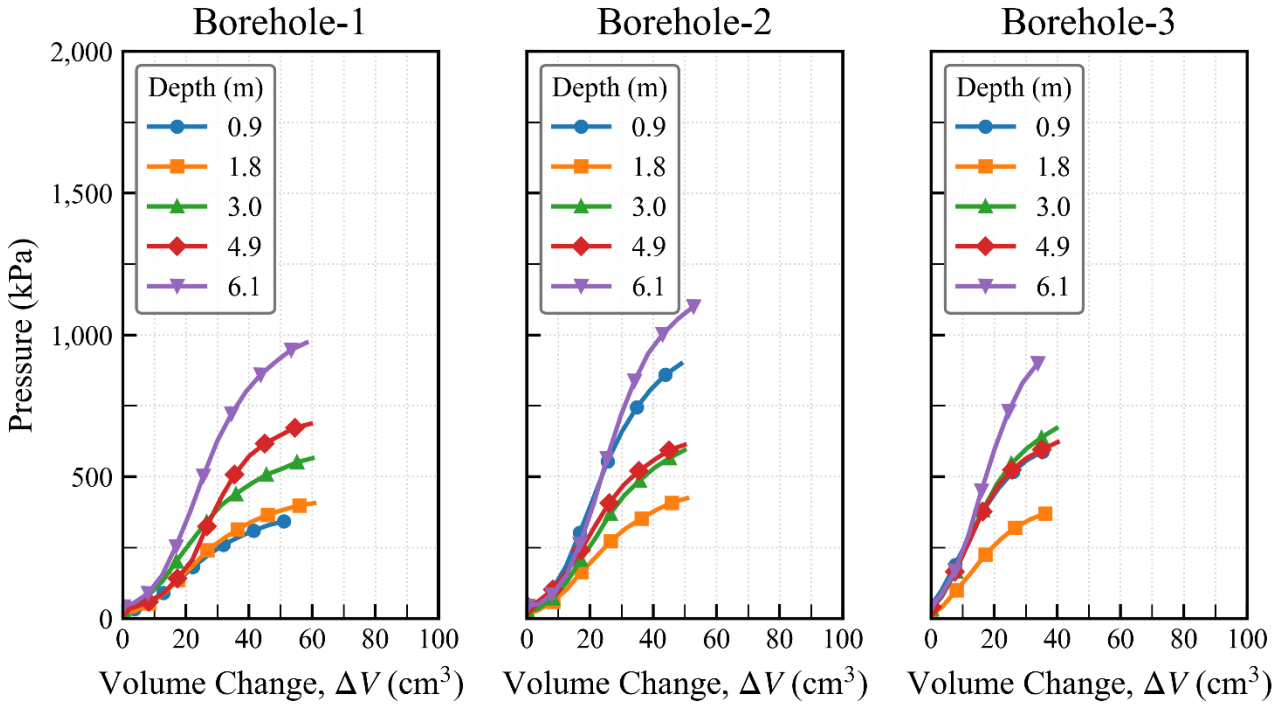 Borehole-1
Borehole-2
Borehole-3
Pressure (kPa)
2,000
1,500
1,000
500
0
Depth (m)
0.9
1.8
3.0
4.9
6.1
0 20 40 60 80 100
Volume Change, ΔV (cm³)
Depth (m)
0.9
1.8
3.0
4.9
6.1
0 20 40 60 80 100
Volume Change, ΔV (cm³)
Depth (m)
0.9
1.8
3.0
4.9
6.1
0 20 40 60 80 100
Volume Change, ΔV (cm³)